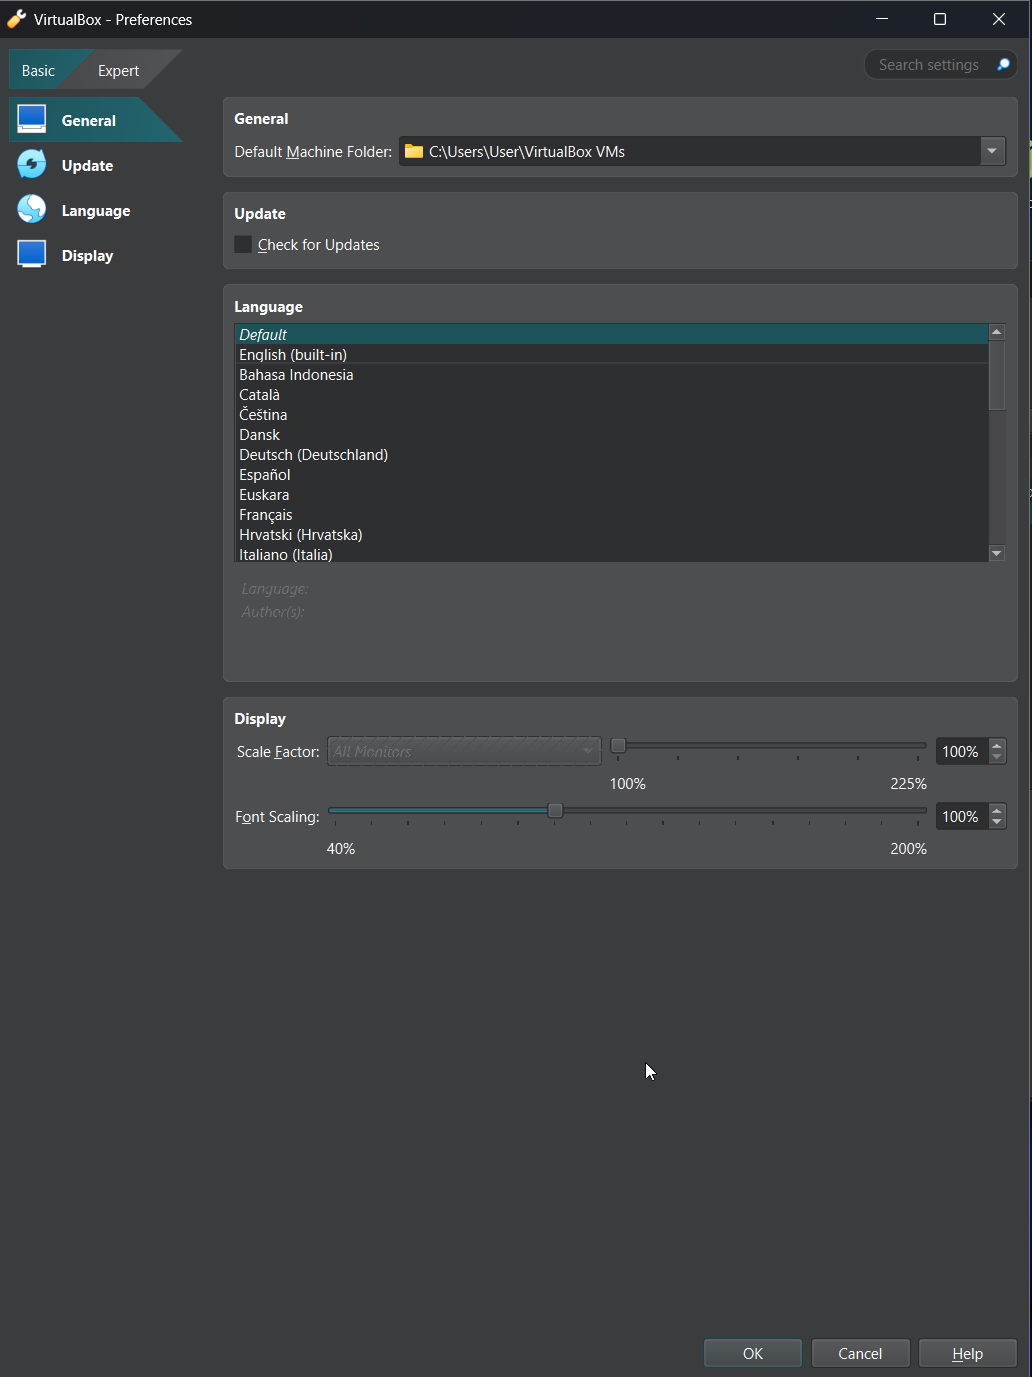 VirtualBox - Preferences
Basic
Expert
Search settings
General
Update
Language
Display
General
Default Machine Folder: C:\Users\User\VirtualBox VMs
Update
Check for Updates
Language
Default
English (built-in)
Bahasa Indonesia
Català
Čeština
Dansk
Deutsch (Deutschland)
Español
Euskara
Français
Hrvatski (Hrvatska)
Italiano (Italia)
Language:
Author(s):
Display
Scale Factor: All Monitors 100%
100% 225%
Font Scaling: 100%
40% 200%
OK Cancel Help